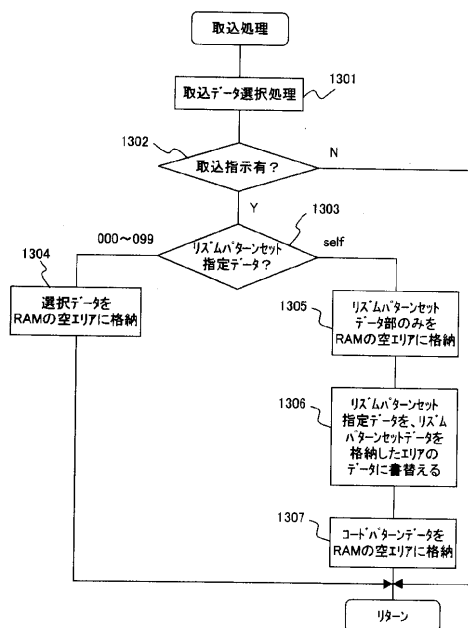 取込処理
1301
取込データ選択処理
1302
取込指示有？
N
Y
1303
000〜099
リズムパターンセット
指定データ？
self
1304
選択データを
RAMの空エリアに格納
1305
リズムパターンセット
データ部のみを
RAMの空エリアに格納
1306
リズムパターンセット
指定データを、リズム
パターンセットデータを
格納したエリアの
データに書替える
1307
コードパターンデータを
RAMの空エリアに格納
リターン